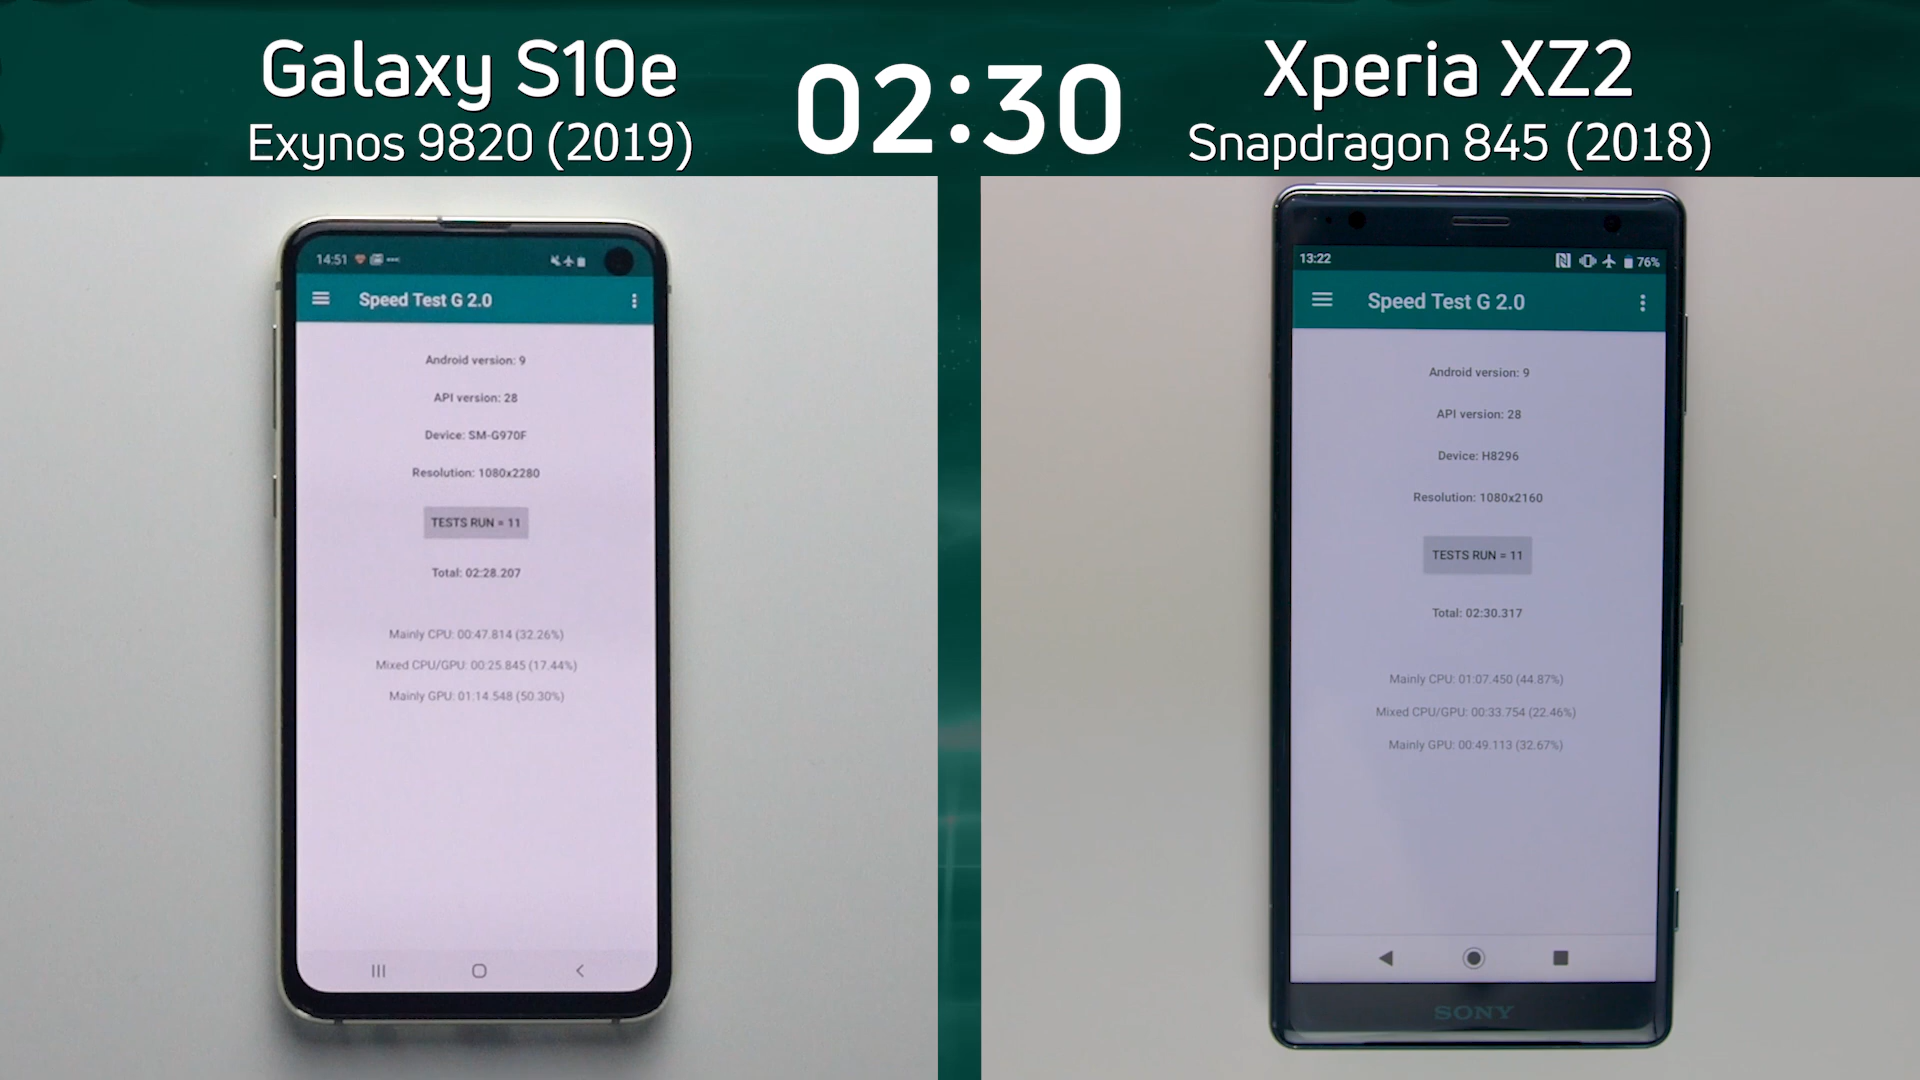 Galaxy S10e
Exynos 9820 (2019)
02:30
Xperia XZ2
Snapdragon 845 (2018)
14:51
Speed Test G 2.0
Android version: 9
API version: 28
Device: SM-G970F
Resolution: 1080x2280
TESTS RUN = 11
Total: 02:28.207
Mainly CPU: 00:47.814 (32.26%)
Mixed CPU/GPU: 00:25.845 (17.44%)
Mainly GPU: 01:14.548 (50.30%)
13:22
76%
Speed Test G 2.0
Android version: 9
API version: 28
Device: H8296
Resolution: 1080x2160
TESTS RUN = 11
Total: 02:30.317
Mainly CPU: 01:07.450 (44.87%)
Mixed CPU/GPU: 00:33.754 (22.46%)
Mainly GPU: 00:49.113 (32.67%)
SONY